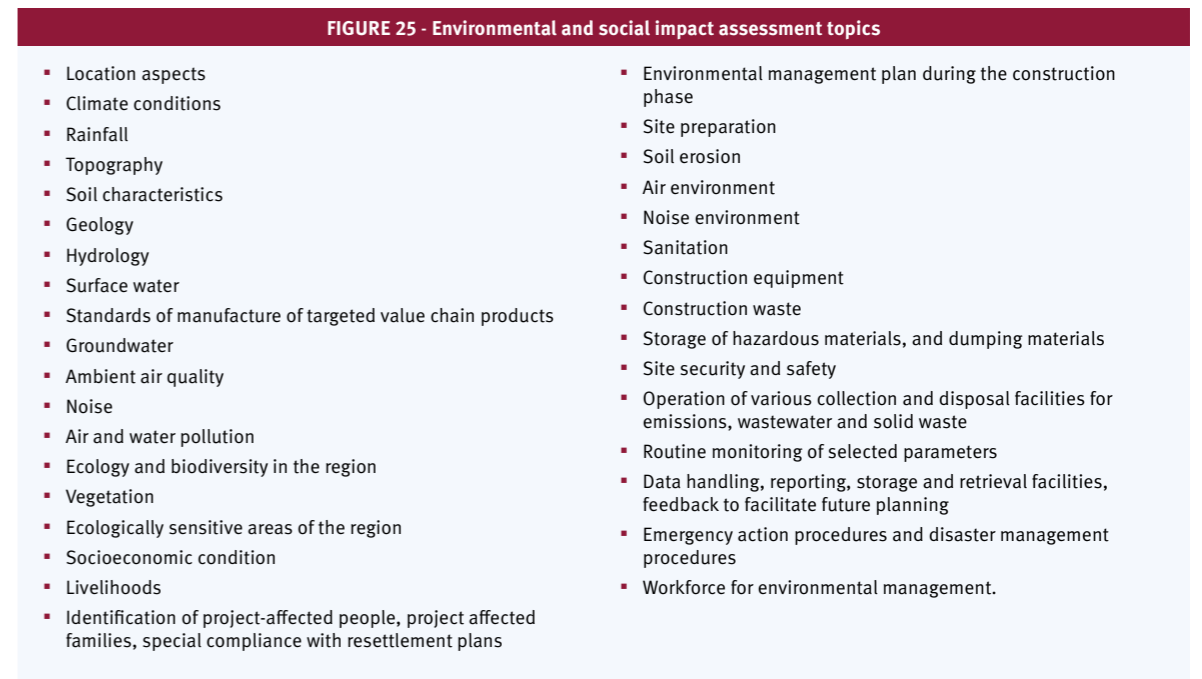 FIGURE 25 - Environmental and social impact assessment topics
▪ Location aspects
▪ Climate conditions
▪ Rainfall
▪ Topography
▪ Soil characteristics
▪ Geology
▪ Hydrology
▪ Surface water
▪ Standards of manufacture of targeted value chain products
▪ Groundwater
▪ Ambient air quality
▪ Noise
▪ Air and water pollution
▪ Ecology and biodiversity in the region
▪ Vegetation
▪ Ecologically sensitive areas of the region
▪ Socioeconomic condition
▪ Livelihoods
▪ Identification of project-affected people, project affected
families, special compliance with resettlement plans
▪ Environmental management plan during the construction
phase
▪ Site preparation
▪ Soil erosion
▪ Air environment
▪ Noise environment
▪ Sanitation
▪ Construction equipment
▪ Construction waste
▪ Storage of hazardous materials, and dumping materials
▪ Site security and safety
▪ Operation of various collection and disposal facilities for
emissions, wastewater and solid waste
▪ Routine monitoring of selected parameters
▪ Data handling, reporting, storage and retrieval facilities,
feedback to facilitate future planning
▪ Emergency action procedures and disaster management
procedures
▪ Workforce for environmental management.